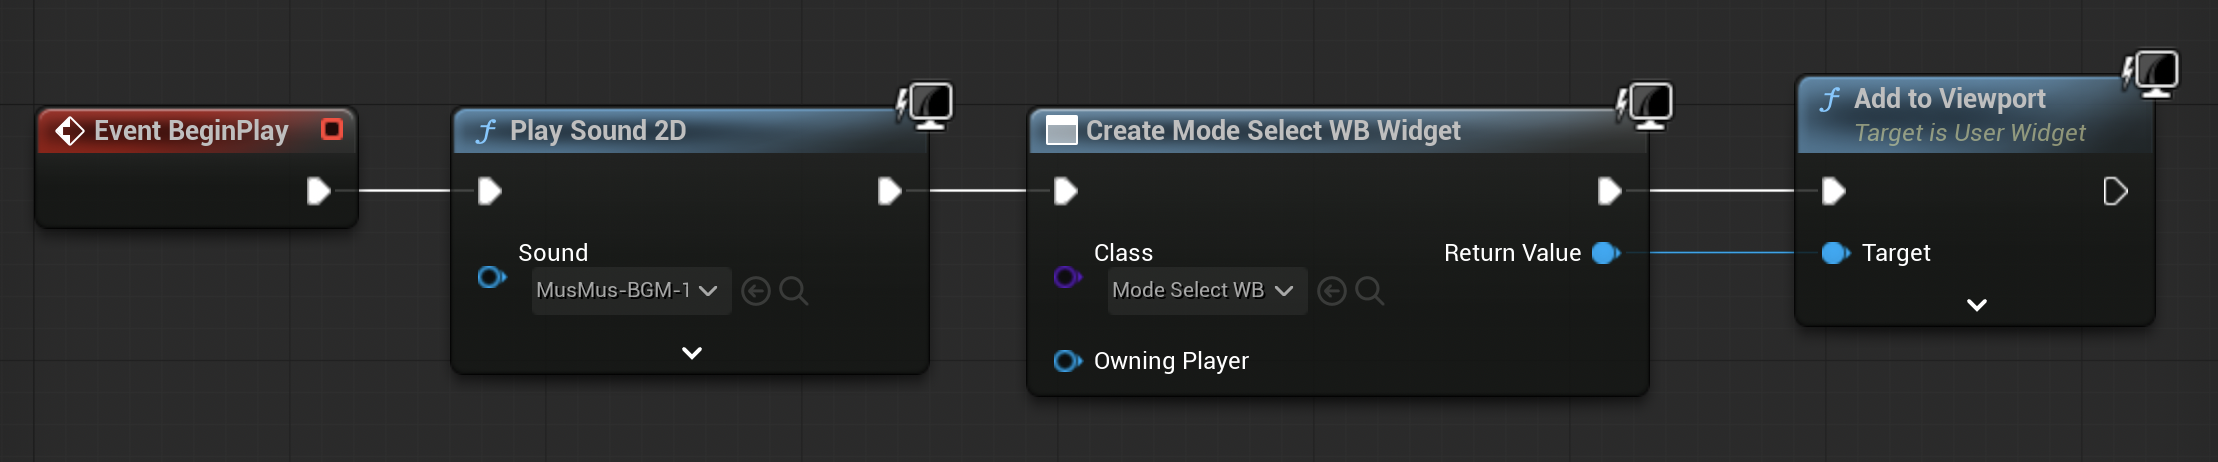 Event BeginPlay
Play Sound 2D
Sound
MusMus-BGM-1
Create Mode Select WB Widget
Class
Mode Select WB
Return Value
Owning Player
Add to Viewport
Target is User Widget
Target